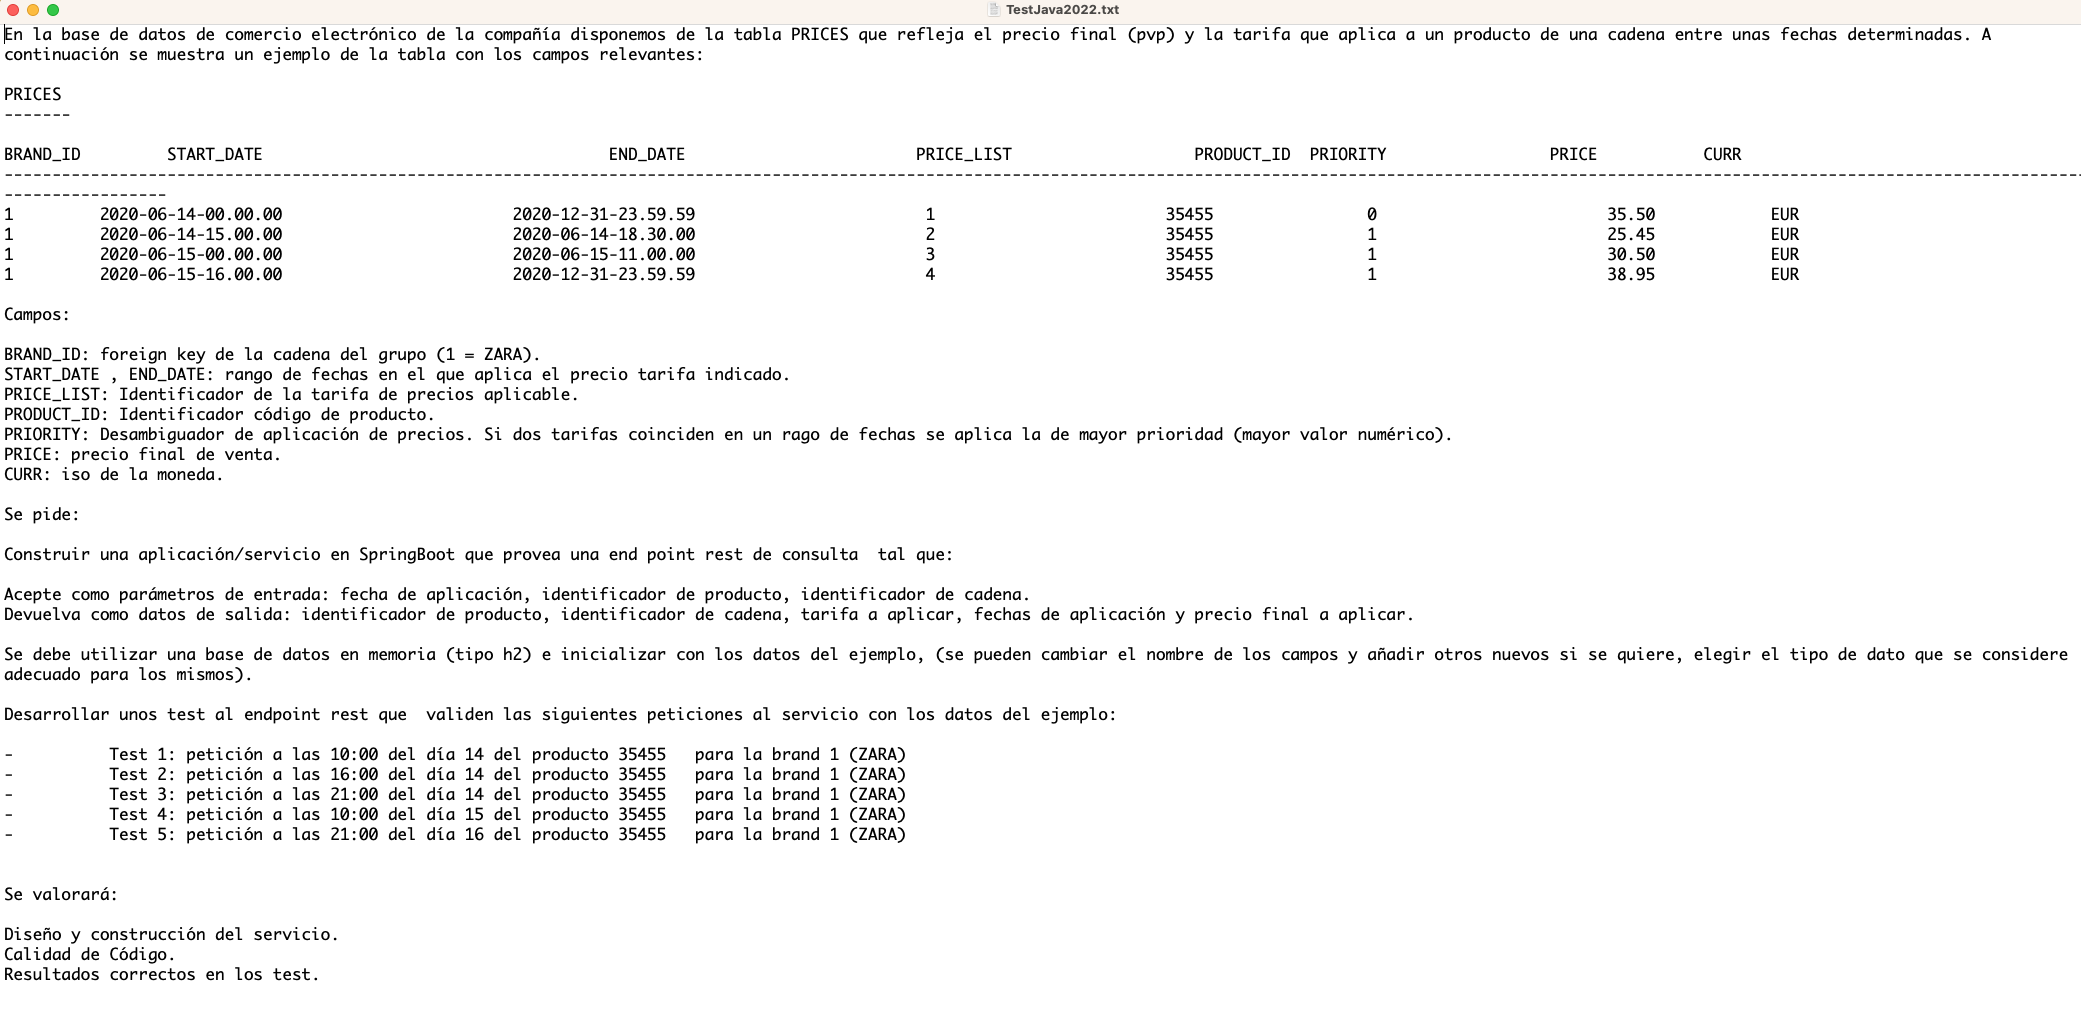 TestJava2022.txt
En la base de datos de comercio electrónico de la compañía disponemos de la tabla PRICES que refleja el precio final (pvp) y la tarifa que aplica a un producto de una cadena entre unas fechas determinadas. A
continuación se muestra un ejemplo de la tabla con los campos relevantes:
PRICES
-------
BRAND_ID START_DATE END_DATE PRICE_LIST PRODUCT_ID PRIORITY PRICE CURR
------------------------------------------------------------------------------------------------------------------------------------------------------------------------------------------------------------------------
-----------------
1 2020-06-14-00.00.00 2020-12-31-23.59.59 1 35455 0 35.50 EUR
1 2020-06-14-15.00.00 2020-06-14-18.30.00 2 35455 1 25.45 EUR
1 2020-06-15-00.00.00 2020-06-15-11.00.00 3 35455 1 30.50 EUR
1 2020-06-15-16.00.00 2020-12-31-23.59.59 4 35455 1 38.95 EUR
Campos:
BRAND_ID: foreign key de la cadena del grupo (1 = ZARA).
START_DATE , END_DATE: rango de fechas en el que aplica el precio tarifa indicado.
PRICE_LIST: Identificador de la tarifa de precios aplicable.
PRODUCT_ID: Identificador código de producto.
PRIORITY: Desambiguador de aplicación de precios. Si dos tarifas coinciden en un rago de fechas se aplica la de mayor prioridad (mayor valor numérico).
PRICE: precio final de venta.
CURR: iso de la moneda.
Se pide:
Construir una aplicación/servicio en SpringBoot que provea una end point rest de consulta  tal que:
Acepte como parámetros de entrada: fecha de aplicación, identificador de producto, identificador de cadena.
Devuelva como datos de salida: identificador de producto, identificador de cadena, tarifa a aplicar, fechas de aplicación y precio final a aplicar.
Se debe utilizar una base de datos en memoria (tipo h2) e inicializar con los datos del ejemplo, (se pueden cambiar el nombre de los campos y añadir otros nuevos si se quiere, elegir el tipo de dato que se considere
adecuado para los mismos).
Desarrollar unos test al endpoint rest que  validen las siguientes peticiones al servicio con los datos del ejemplo:
- Test 1: petición a las 10:00 del día 14 del producto 35455   para la brand 1 (ZARA)
- Test 2: petición a las 16:00 del día 14 del producto 35455   para la brand 1 (ZARA)
- Test 3: petición a las 21:00 del día 14 del producto 35455   para la brand 1 (ZARA)
- Test 4: petición a las 10:00 del día 15 del producto 35455   para la brand 1 (ZARA)
- Test 5: petición a las 21:00 del día 16 del producto 35455   para la brand 1 (ZARA)
Se valorará:
Diseño y construcción del servicio.
Calidad de Código.
Resultados correctos en los test.